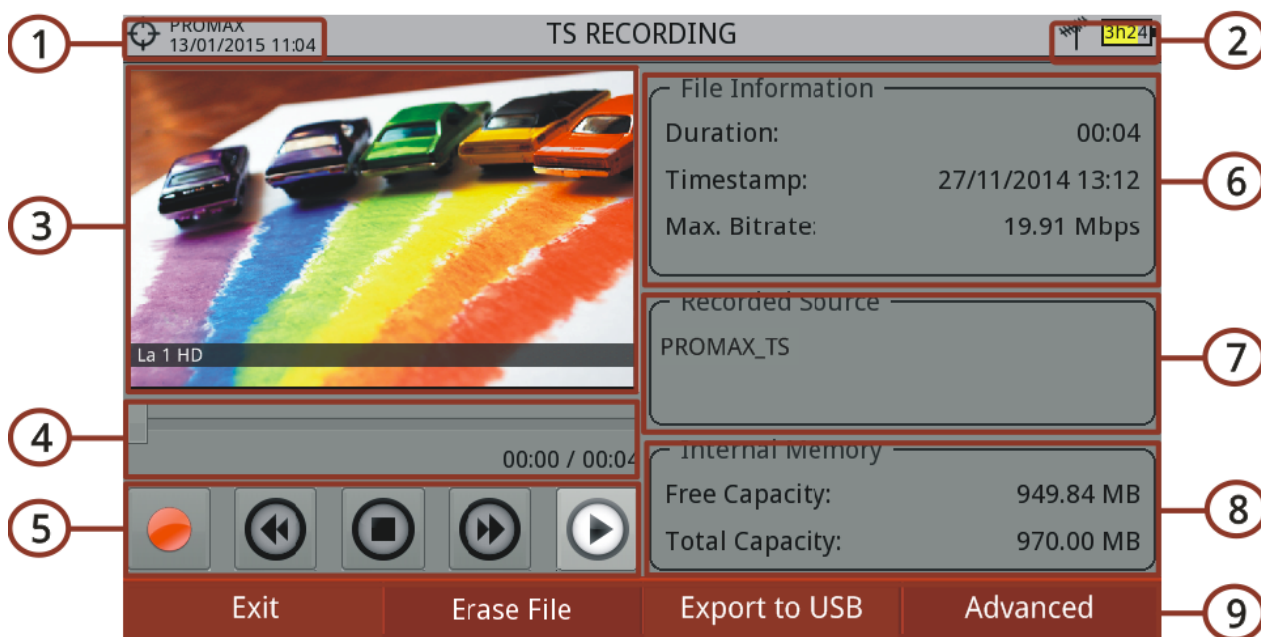 1
PROMAX
13/01/2015 11:04
TS RECORDING
3h24
2
3
La 1 HD
File Information
Duration: 00:04
Timestamp: 27/11/2014 13:12
Max. Bitrate: 19.91 Mbps
6
Recorded Source
PROMAX_TS
7
4
00:00 / 00:04
5
Internal Memory
Free Capacity: 949.84 MB
Total Capacity: 970.00 MB
8
Exit
Erase File
Export to USB
Advanced
9